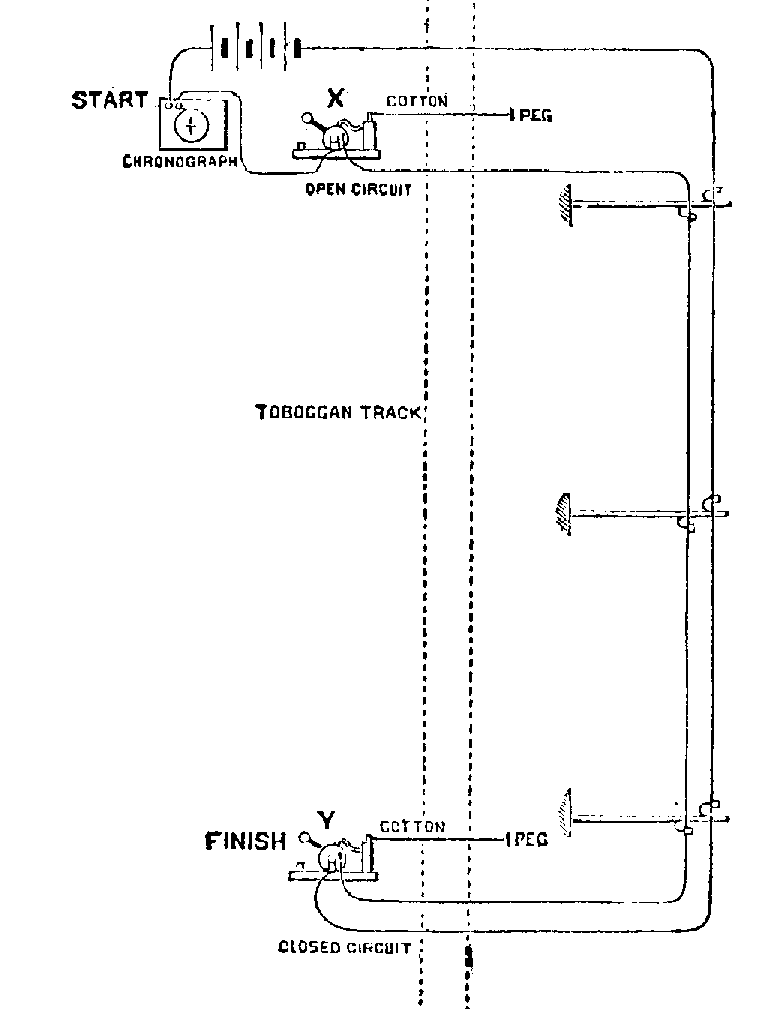 START
X
COTTON
PEG
CHRONOGRAPH
OPEN CIRCUIT
TOBOGGAN TRACK
Y
FINISH
COTTON
PEG
CLOSED CIRCUIT